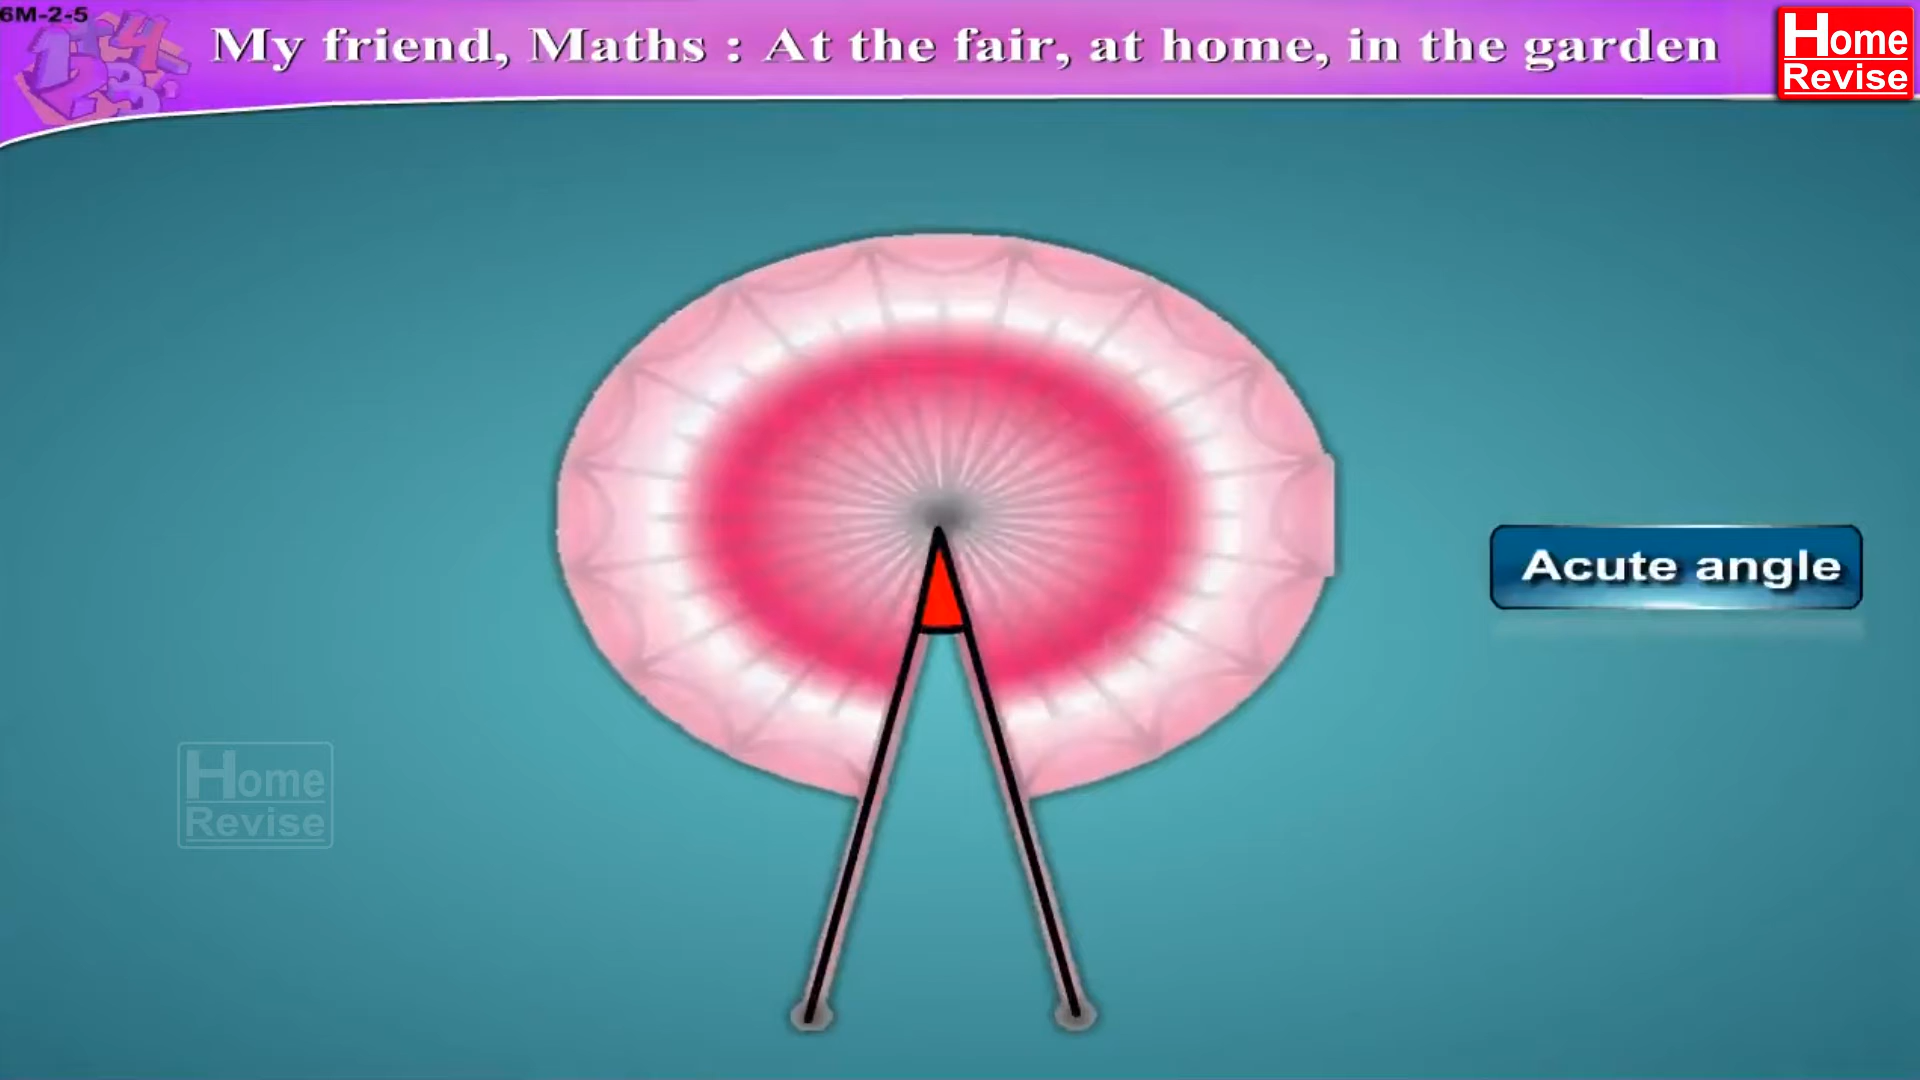 6M-2-5
My friend, Maths : At the fair, at home, in the garden
Home
Revise
Acute angle
Home
Revise